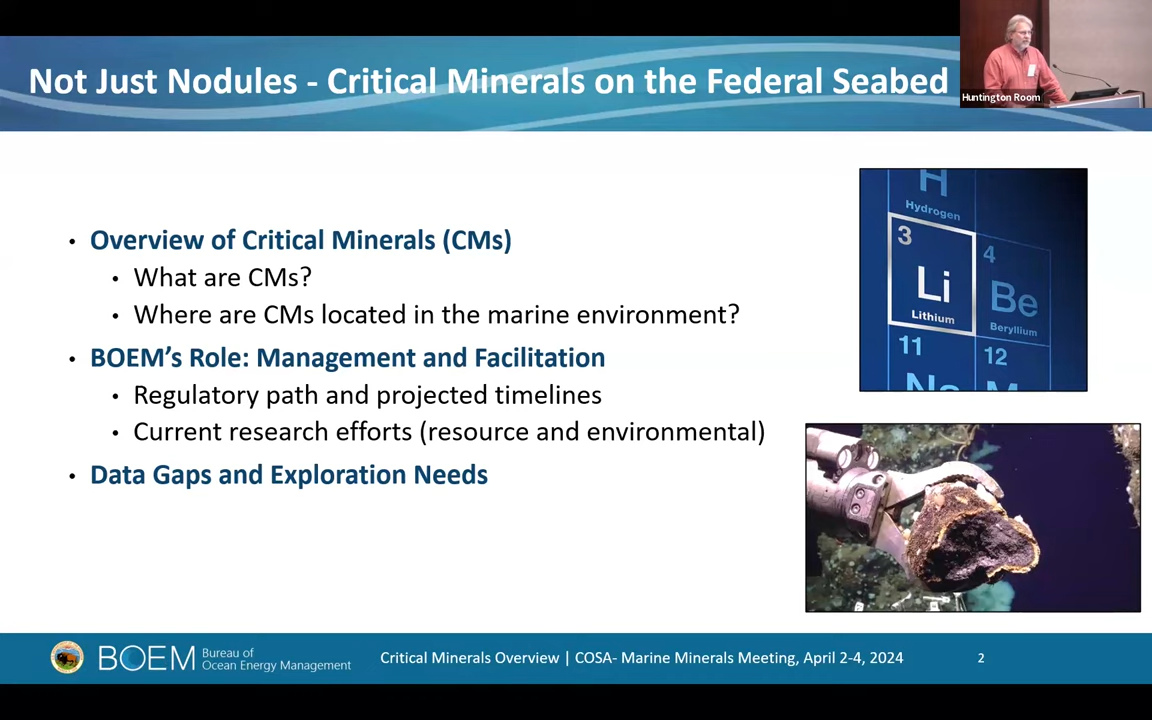 Not Just Nodules - Critical Minerals on the Federal Seabed
Huntington Room
• Overview of Critical Minerals (CMs)
• What are CMs?
• Where are CMs located in the marine environment?
• BOEM’s Role: Management and Facilitation
• Regulatory path and projected timelines
• Current research efforts (resource and environmental)
• Data Gaps and Exploration Needs
H
Hydrogen
3
Li
Lithium
4
Be
Beryllium
11
12
BOEM
Bureau of
Ocean Energy Management
Critical Minerals Overview | COSA- Marine Minerals Meeting, April 2-4, 2024
2